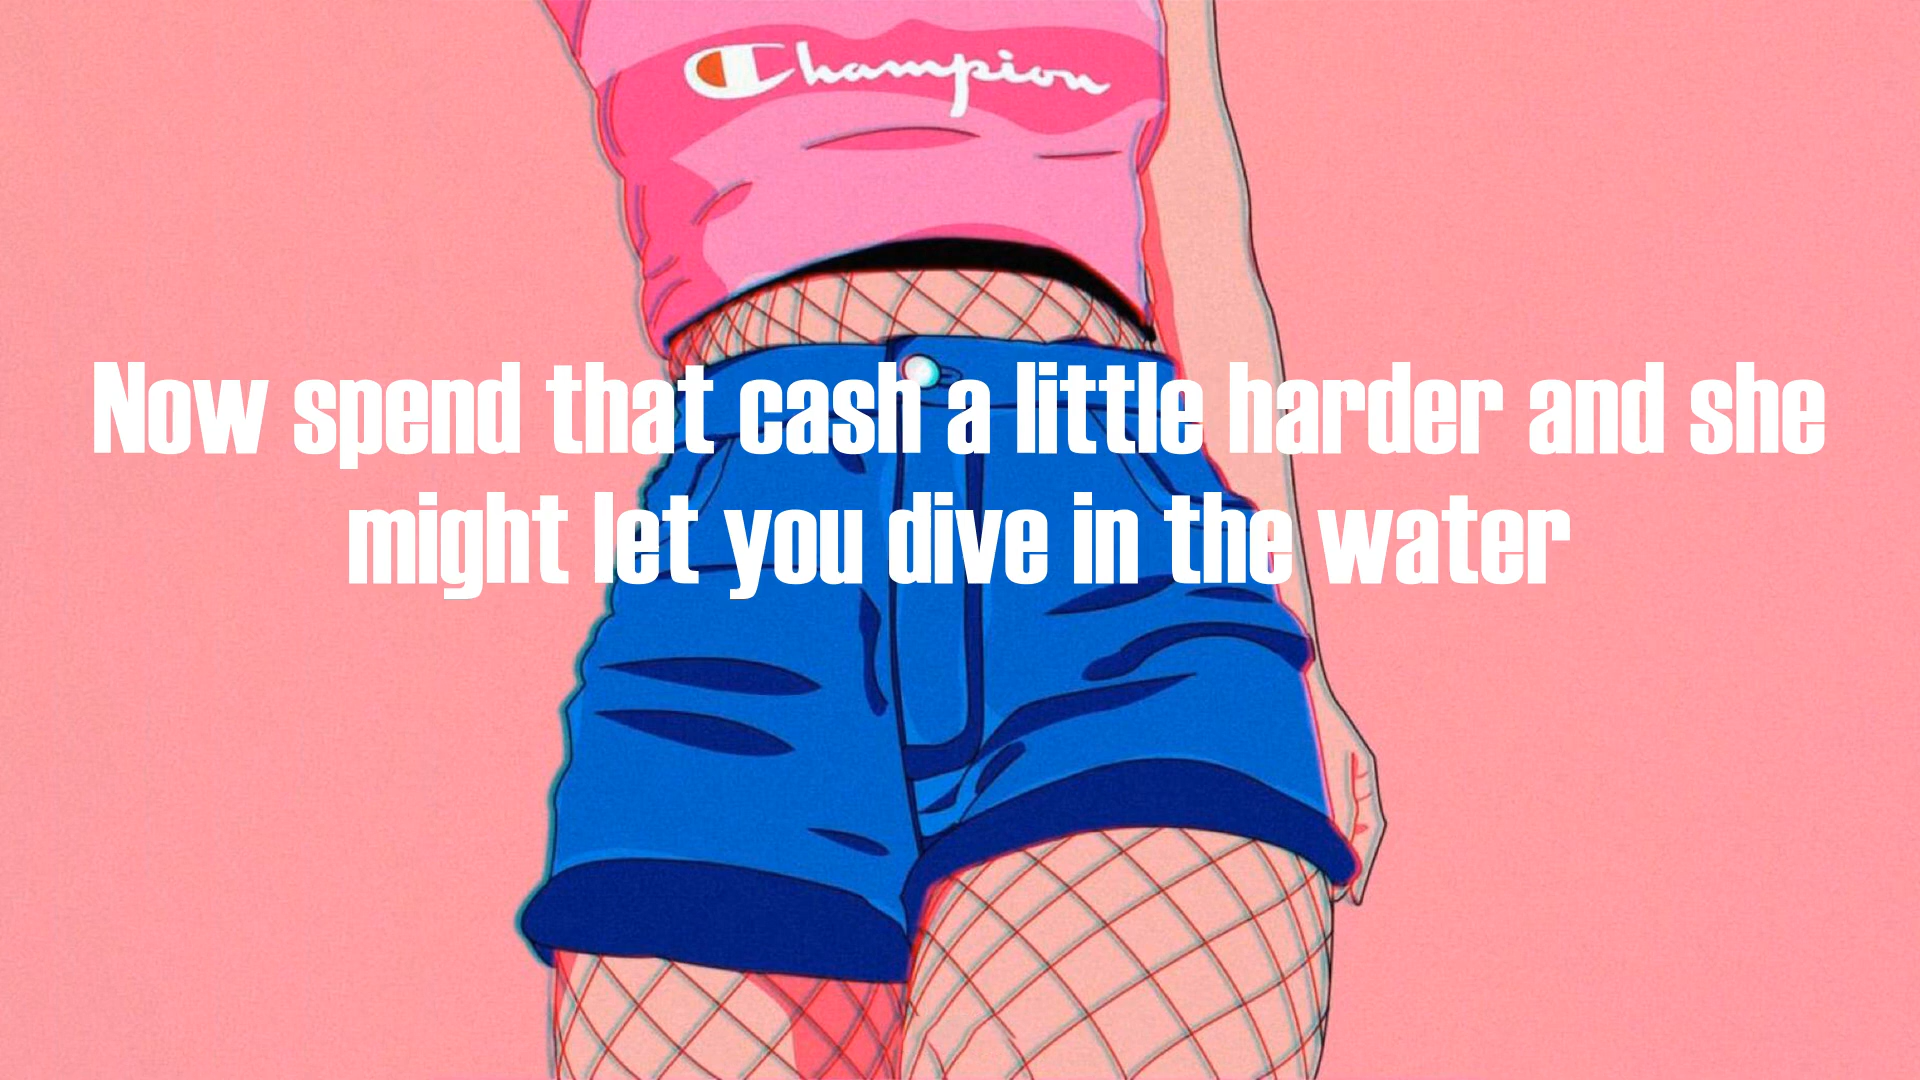 Champion
Now spend that cash a little harder and she
might let you dive in the water